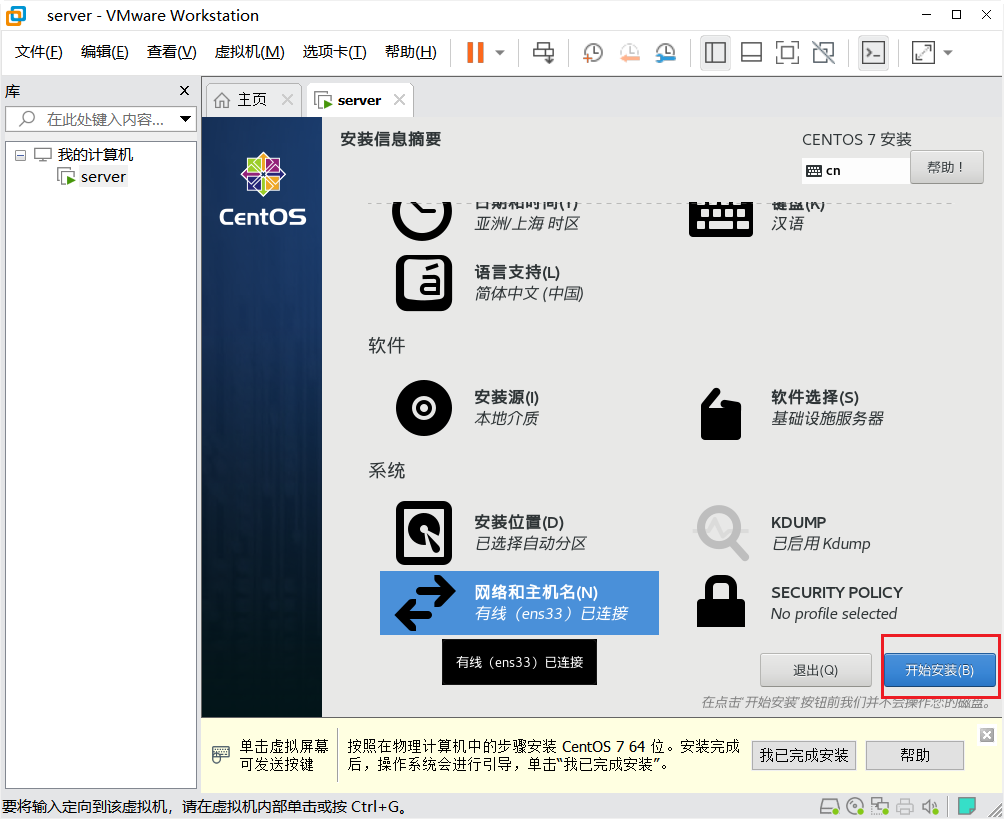 server - VMware Workstation
文件(F) 编辑(E) 查看(V) 虚拟机(M) 选项卡(T) 帮助(H)
库
在此处键入内容...
我的计算机
server
主页
server
CentOS
安装信息摘要
CENTOS 7 安装
cn
帮助！
日期和时间(T)
亚洲/上海 时区
键盘(K)
汉语
语言支持(L)
简体中文 (中国)
软件
安装源(I)
本地介质
软件选择(S)
基础设施服务器
系统
安装位置(D)
已选择自动分区
KDUMP
已启用 Kdump
网络和主机名(N)
有线（ens33）已连接
SECURITY POLICY
No profile selected
有线（ens33）已连接
退出(Q)
开始安装(B)
在点击'开始安装'按钮前我们并不会操作您的磁盘。
单击虚拟屏幕
可发送按键
按照在物理计算机中的步骤安装 CentOS 7 64 位。安装完成
后，操作系统会进行引导，单击“我已完成安装”。
我已完成安装
帮助
要将输入定向到该虚拟机，请在虚拟机内部单击或按 Ctrl+G。